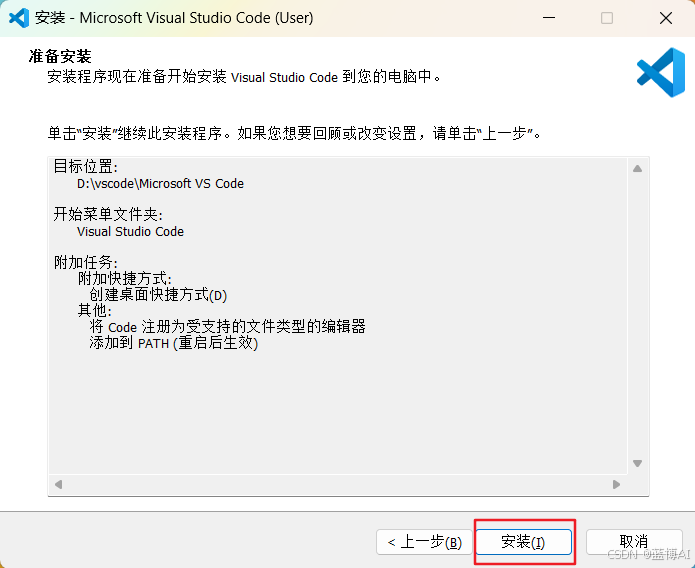 安装 - Microsoft Visual Studio Code (User)
准备安装
安装程序现在准备开始安装 Visual Studio Code 到您的电脑中。
单击“安装”继续此安装程序。如果您想要回顾或改变设置，请单击“上一步”。
目标位置:
D:\vscode\Microsoft VS Code
开始菜单文件夹:
Visual Studio Code
附加任务:
附加快捷方式:
创建桌面快捷方式(D)
其他:
将 Code 注册为受支持的文件类型的编辑器
添加到 PATH (重启后生效)
< 上一步(B) 安装(I) 取消
CSDN @蓝博AI